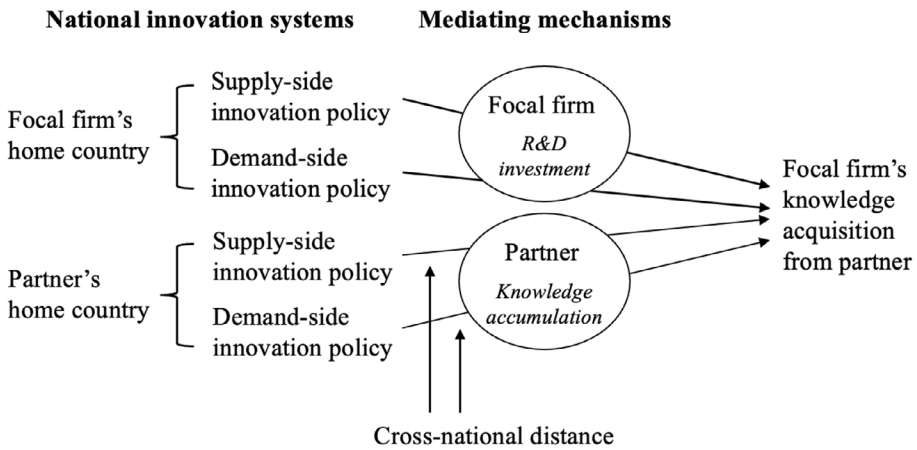 National innovation systems
Mediating mechanisms
Focal firm's
home country
Supply-side
innovation policy
Demand-side
innovation policy
Partner's
home country
Supply-side
innovation policy
Demand-side
innovation policy
Focal firm
R&D
investment
Partner
Knowledge
accumulation
Focal firm's
knowledge
acquisition
from partner
Cross-national distance